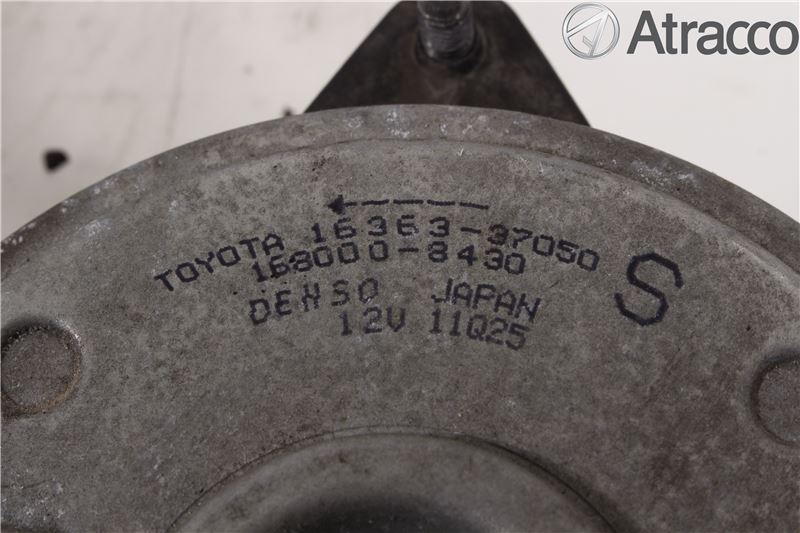 Atracco
TOYOTA 16363-37050
168000-8430
DENSO JAPAN
12V 11Q25
S